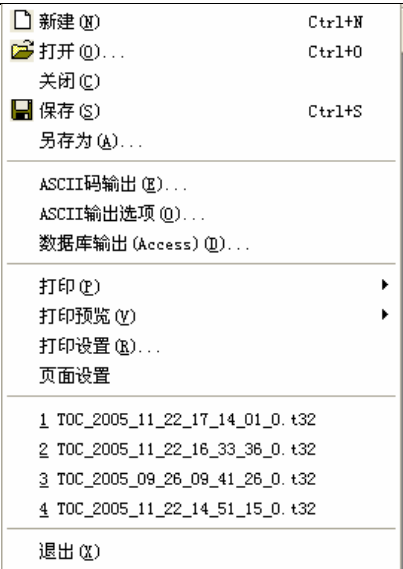 新建(N) Ctrl+N
打开(O)... Ctrl+O
关闭(C)
保存(S) Ctrl+S
另存为(A)...
ASCII码输出(E)...
ASCII输出选项(O)...
数据库输出(Access)(D)...
打印(P)
打印预览(V)
打印设置(R)...
页面设置
1 TOC_2005_11_22_17_14_01_0.t32
2 TOC_2005_11_22_16_33_36_0.t32
3 TOC_2005_09_26_09_41_26_0.t32
4 TOC_2005_11_22_14_51_15_0.t32
退出(X)